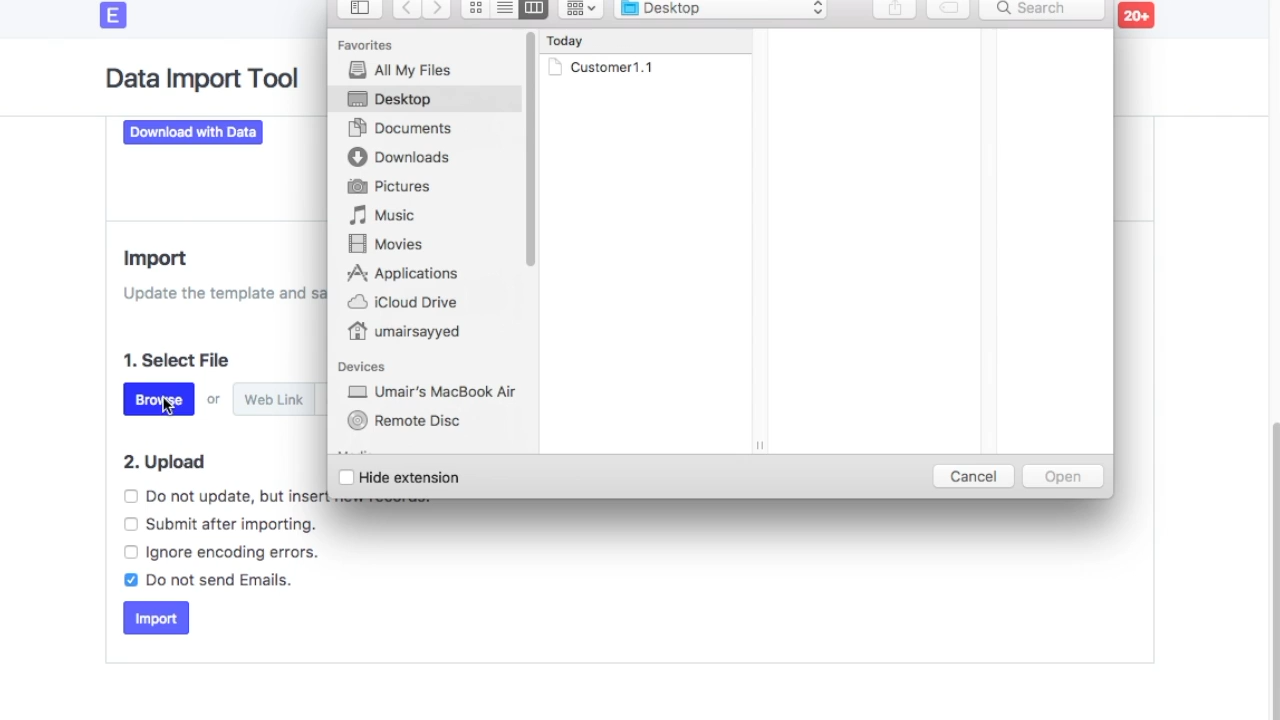 E
Desktop
Search
20+
Data Import Tool
Download with Data
Favorites
All My Files
Desktop
Documents
Downloads
Pictures
Music
Movies
Applications
iCloud Drive
umairsayyed
Devices
Umair's MacBook Air
Remote Disc
Today
Customer1.1
Hide extension
Cancel
Open
Import
Update the template and sa
1. Select File
Browse
or
Web Link
2. Upload
Do not update, but insert new records.
Submit after importing.
Ignore encoding errors.
Do not send Emails.
Import